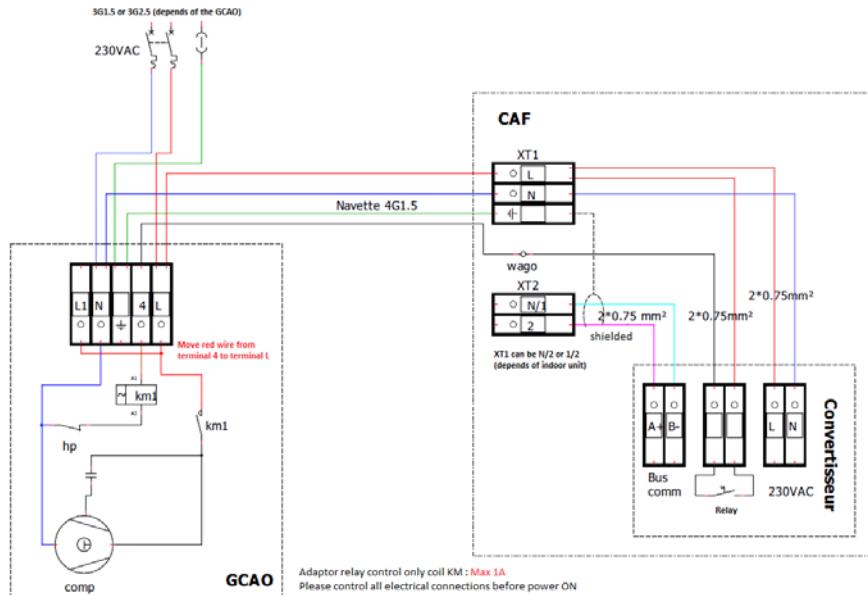 3G1.5 or 3G2.5 (depends of the GCAO)
230VAC
CAF
XT1
L
N
Navette 4G1.5
wago
XT2
N/1
2
2*0.75 mm²
shielded
2*0.75mm²
2*0.75mm²
XT1 can be N/2 or 1/2
(depends of indoor unit)
L1
N
4
L
Move red wire from
terminal 4 to terminal L
A1
km1
A2
hp
km1
comp
GCAO
A+
B-
L
N
Bus
comm
Relay
230VAC
Convertisseur
Adaptor relay control only coil KM : Max 1A
Please control all electrical connections before power ON